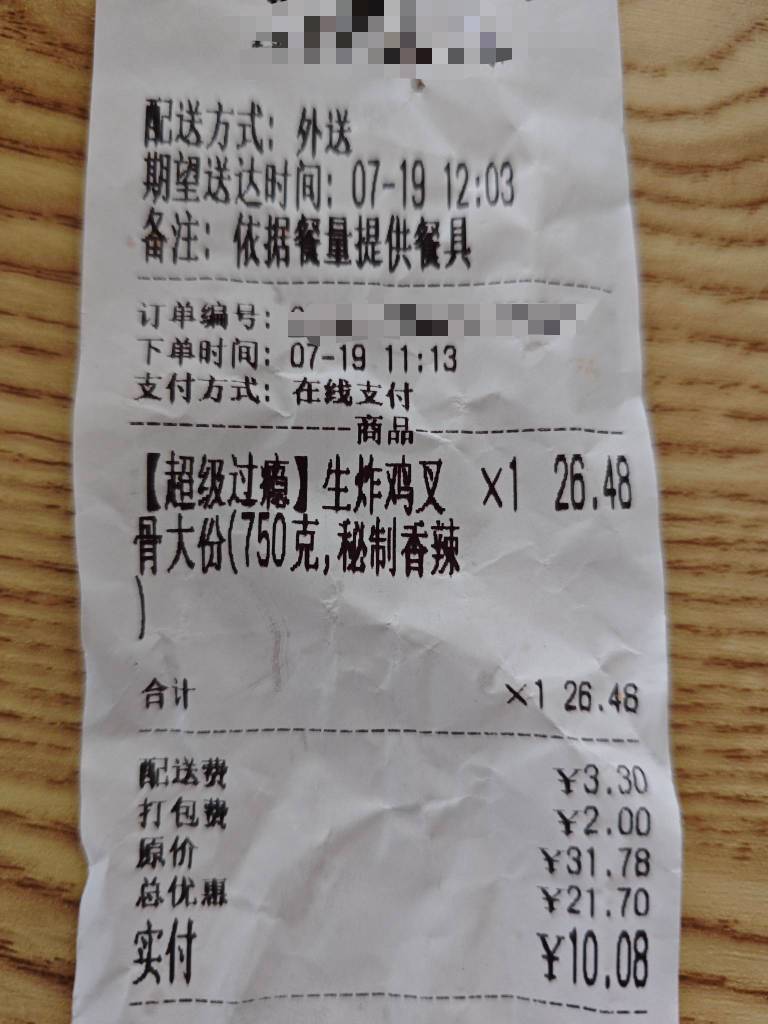 配送方式: 外送
期望送达时间: 07-19 12:03
备注: 依据餐量提供餐具
订单编号:
下单时间: 07-19 11:13
支付方式: 在线支付
商品
【超级过瘾】生炸鸡叉 ×1 26.48
骨大份(750克,秘制香辣
)
合计 ×1 26.48
配送费 ¥3.30
打包费 ¥2.00
原价 ¥31.78
总优惠 ¥21.70
实付 ¥10.08